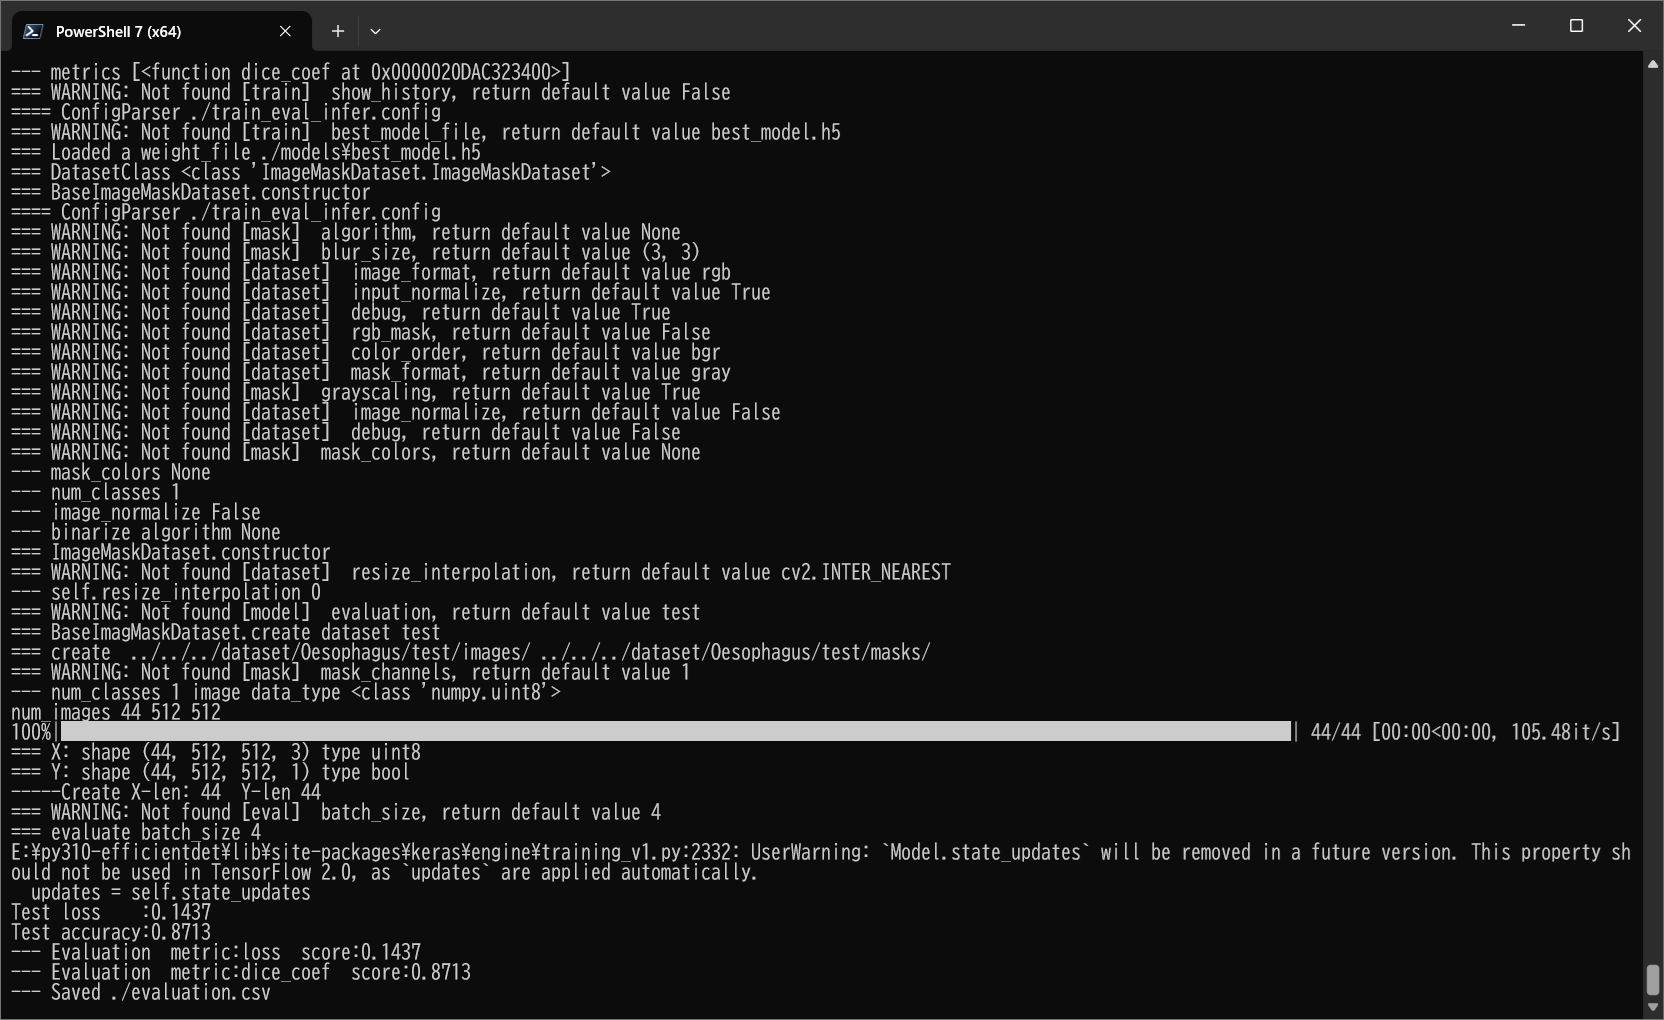 PowerShell 7 (x64)
--- metrics [<function dice_coef at 0x0000020DAC323400>]
=== WARNING: Not found [train]  show_history, return default value False
==== ConfigParser ./train_eval_infer.config
=== WARNING: Not found [train]  best_model_file, return default value best_model.h5
=== Loaded a weight_file ./models¥best_model.h5
=== DatasetClass <class 'ImageMaskDataset.ImageMaskDataset'>
=== BaseImageMaskDataset.constructor
==== ConfigParser ./train_eval_infer.config
=== WARNING: Not found [mask]  algorithm, return default value None
=== WARNING: Not found [mask]  blur_size, return default value (3, 3)
=== WARNING: Not found [dataset]  image_format, return default value rgb
=== WARNING: Not found [dataset]  input_normalize, return default value True
=== WARNING: Not found [dataset]  debug, return default value True
=== WARNING: Not found [dataset]  rgb_mask, return default value False
=== WARNING: Not found [dataset]  color_order, return default value bgr
=== WARNING: Not found [dataset]  mask_format, return default value gray
=== WARNING: Not found [mask]  grayscaling, return default value True
=== WARNING: Not found [dataset]  image_normalize, return default value False
=== WARNING: Not found [dataset]  debug, return default value False
=== WARNING: Not found [mask]  mask_colors, return default value None
--- mask_colors None
--- num_classes 1
--- image_normalize False
--- binarize algorithm None
=== ImageMaskDataset.constructor
=== WARNING: Not found [dataset]  resize_interpolation, return default value cv2.INTER_NEAREST
--- self.resize_interpolation 0
=== WARNING: Not found [model]  evaluation, return default value test
=== BaseImagMaskDataset.create dataset test
=== create  ../../../dataset/Oesophagus/test/images/ ../../../dataset/Oesophagus/test/masks/
=== WARNING: Not found [mask]  mask_channels, return default value 1
--- num_classes 1 image data_type <class 'numpy.uint8'>
num_images 44 512 512
100%| | 44/44 [00:00<00:00, 105.48it/s]
=== X: shape (44, 512, 512, 3) type uint8
=== Y: shape (44, 512, 512, 1) type bool
-----Create X-len: 44  Y-len 44
=== WARNING: Not found [eval]  batch_size, return default value 4
=== evaluate batch_size 4
E:¥py310-efficientdet¥lib¥site-packages¥keras¥engine¥training_v1.py:2332: UserWarning: `Model.state_updates` will be removed in a future version. This property sh
ould not be used in TensorFlow 2.0, as `updates` are applied automatically.
  updates = self.state_updates
Test loss    :0.1437
Test accuracy:0.8713
--- Evaluation  metric:loss  score:0.1437
--- Evaluation  metric:dice_coef  score:0.8713
--- Saved ./evaluation.csv